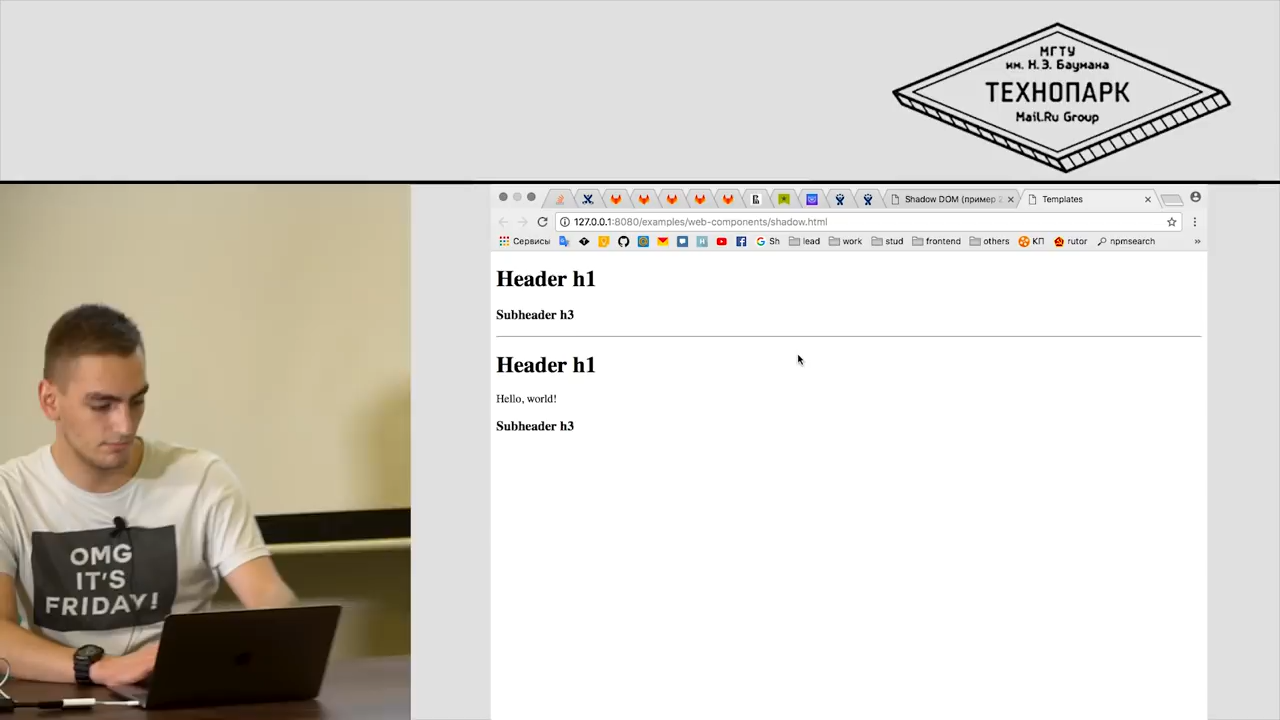 МГТУ
им. Н.Э. Баумана
ТЕХНОПАРК
Mail.Ru Group
Shadow DOM (пример 2
Templates
127.0.0.1:8080/examples/web-components/shadow.html
Сервисы
Sh
lead
work
stud
frontend
others
КП
rutor
npmsearch
Header h1
Subheader h3
Header h1
Hello, world!
Subheader h3
OMG
IT'S
FRIDAY!